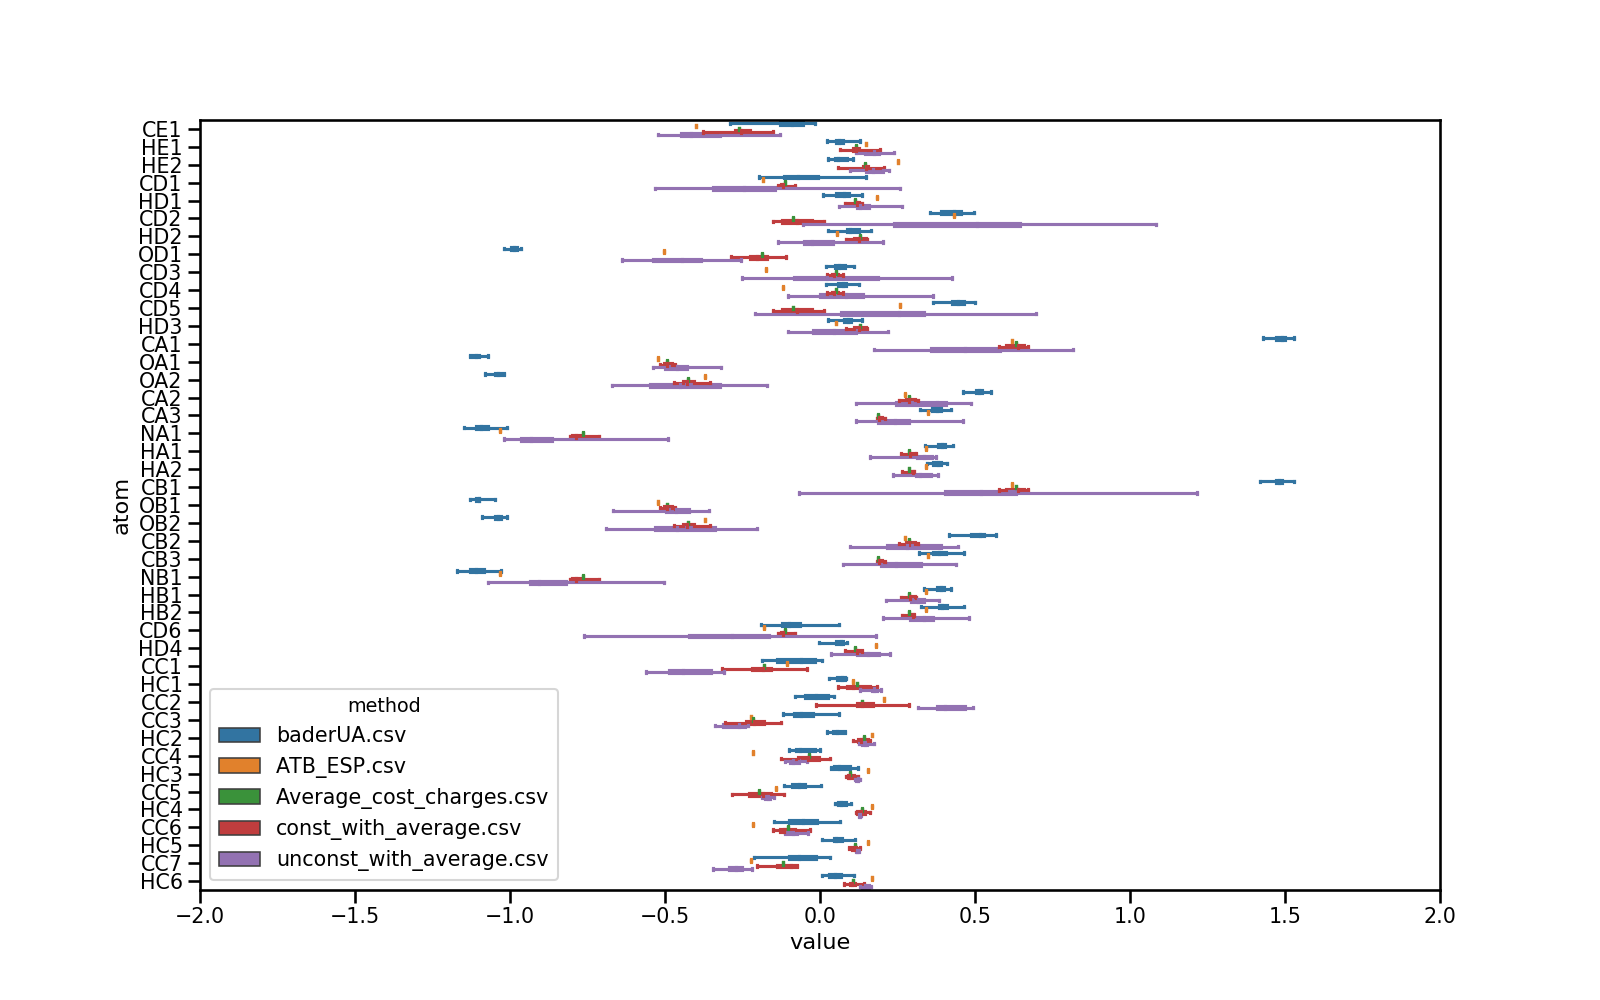 CE1
HE1
HE2
CD1
HD1
CD2
HD2
OD1
CD3
CD4
CD5
HD3
CA1
OA1
OA2
CA2
CA3
NA1
HA1
HA2
CB1
OB1
OB2
CB2
CB3
NB1
HB1
HB2
CD6
HD4
CC1
HC1
CC2
CC3
HC2
CC4
HC3
CC5
HC4
CC6
HC5
CC7
HC6
atom
method
baderUA.csv
ATB_ESP.csv
Average_cost_charges.csv
const_with_average.csv
unconst_with_average.csv
−2.0 −1.5 −1.0 −0.5 0.0 0.5 1.0 1.5 2.0
value